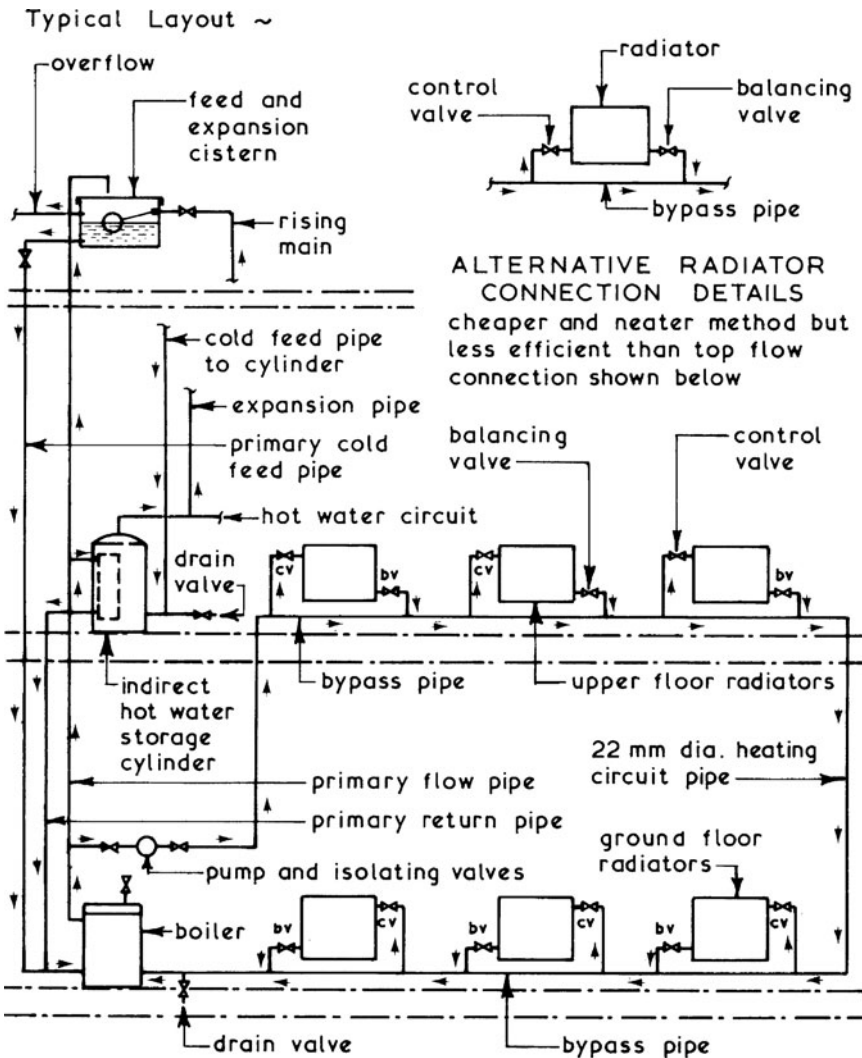 Typical Layout ~
overflow
feed and
expansion
cistern
rising
main
radiator
control
valve
balancing
valve
bypass pipe
ALTERNATIVE RADIATOR
CONNECTION DETAILS
cheaper and neater method but
less efficient than top flow
connection shown below
cold feed pipe
to cylinder
expansion pipe
primary cold
feed pipe
balancing
valve
control
valve
hot water circuit
drain
valve
cv
bv
cv
cv
bv
indirect
hot water
storage
cylinder
bypass pipe
upper floor radiators
22 mm dia. heating
circuit pipe
primary flow pipe
primary return pipe
ground floor
radiators
pump and isolating valves
boiler
bv
cv
bv
cv
bv
cv
drain valve
bypass pipe